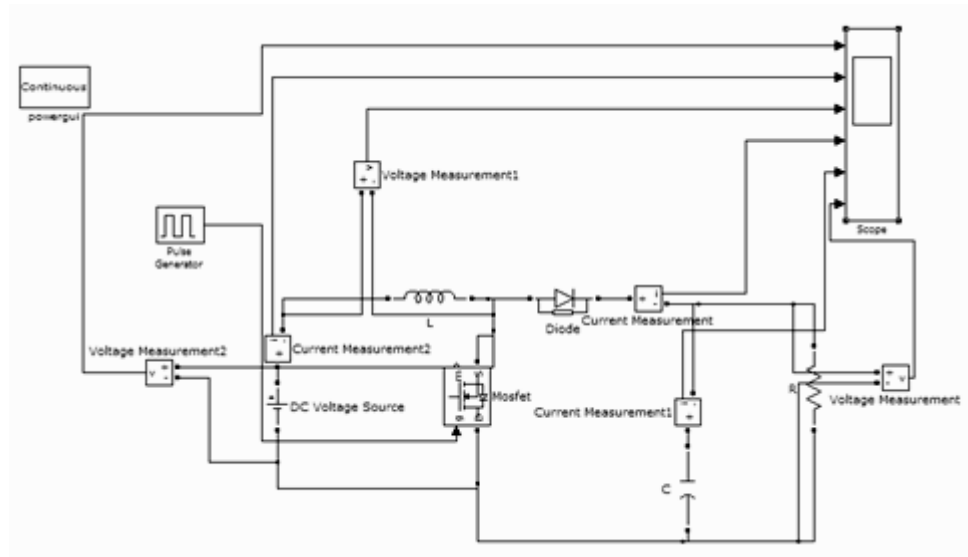 Continuous
powergui
Voltage Measurement1
Pulse
Generator
Scope
L
Diode
Current Measurement
Voltage Measurement2
Current Measurement2
DC Voltage Source
Mosfet
Current Measurement1
R
Voltage Measurement
C